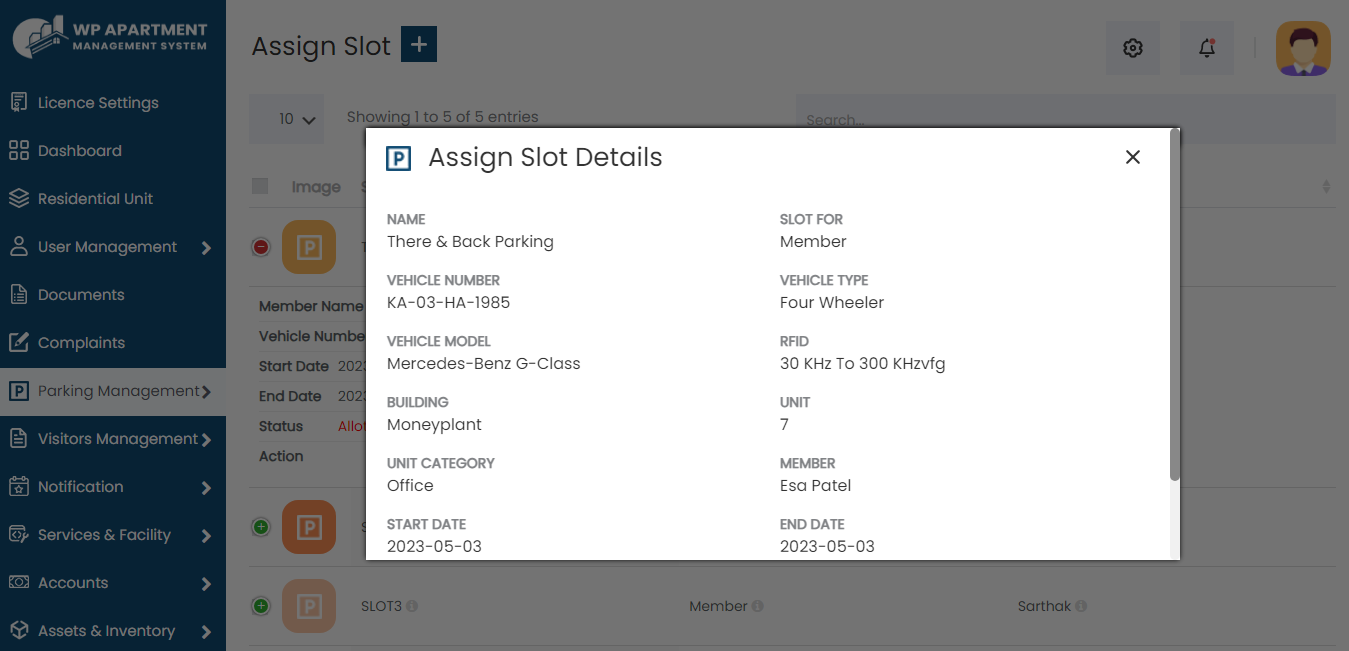 WP APARTMENT
MANAGEMENT SYSTEM
Licence Settings
Dashboard
Residential Unit
User Management
Documents
Complaints
Parking Management
Visitors Management
Notification
Services & Facility
Accounts
Assets & Inventory
Assign Slot
10
Showing 1 to 5 of 5 entries
Search...
Image
Member Name
Vehicle Numbe
Start Date 2023
End Date 2023
Status Allot
Action
Assign Slot Details
NAME
There & Back Parking
SLOT FOR
Member
VEHICLE NUMBER
KA-03-HA-1985
VEHICLE TYPE
Four Wheeler
VEHICLE MODEL
Mercedes-Benz G-Class
RFID
30 KHz To 300 KHzvfg
BUILDING
Moneyplant
UNIT
7
UNIT CATEGORY
Office
MEMBER
Esa Patel
START DATE
2023-05-03
END DATE
2023-05-03
SLOT3 Member Sarthak